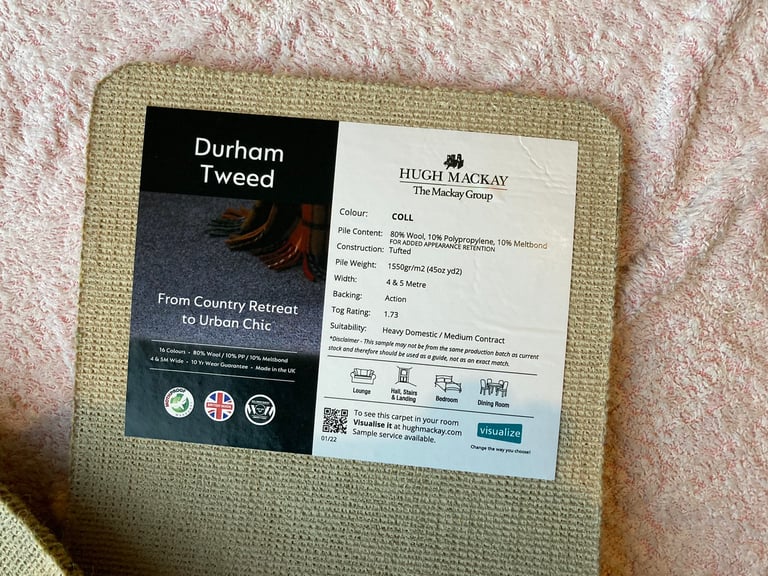 Durham
Tweed
From Country Retreat
to Urban Chic
16 Colours • 80% Wool / 10% PP / 10% Meltbond
4 & 5M Wide • 10 Yr Wear Guarantee • Made in the UK
HUGH MACKAY
The Mackay Group
Colour: COLL
Pile Content: 80% Wool, 10% Polypropylene, 10% Meltbond
FOR ADDED APPEARANCE RETENTION
Construction: Tufted
Pile Weight: 1550gr/m2 (45oz yd2)
Width: 4 & 5 Metre
Backing: Action
Tog Rating: 1.73
Suitability: Heavy Domestic / Medium Contract
*Disclaimer - This sample may not be from the same production batch as current
stock and therefore should be used as a guide, not as an exact match.
Lounge
Hall, Stairs
& Landing
Bedroom
Dining Room
To see this carpet in your room
Visualise it at hughmackay.com
Sample service available.
01/22
visualize
Change the way you choose!